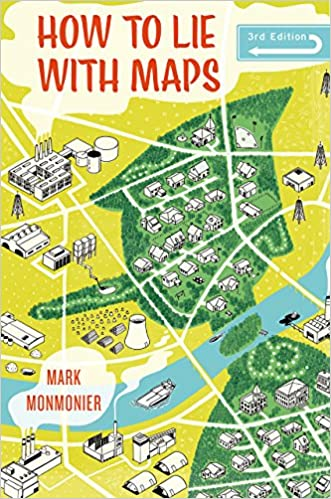 HOW TO LIE
WITH MAPS
3rd Edition
MARK
MONMONIER